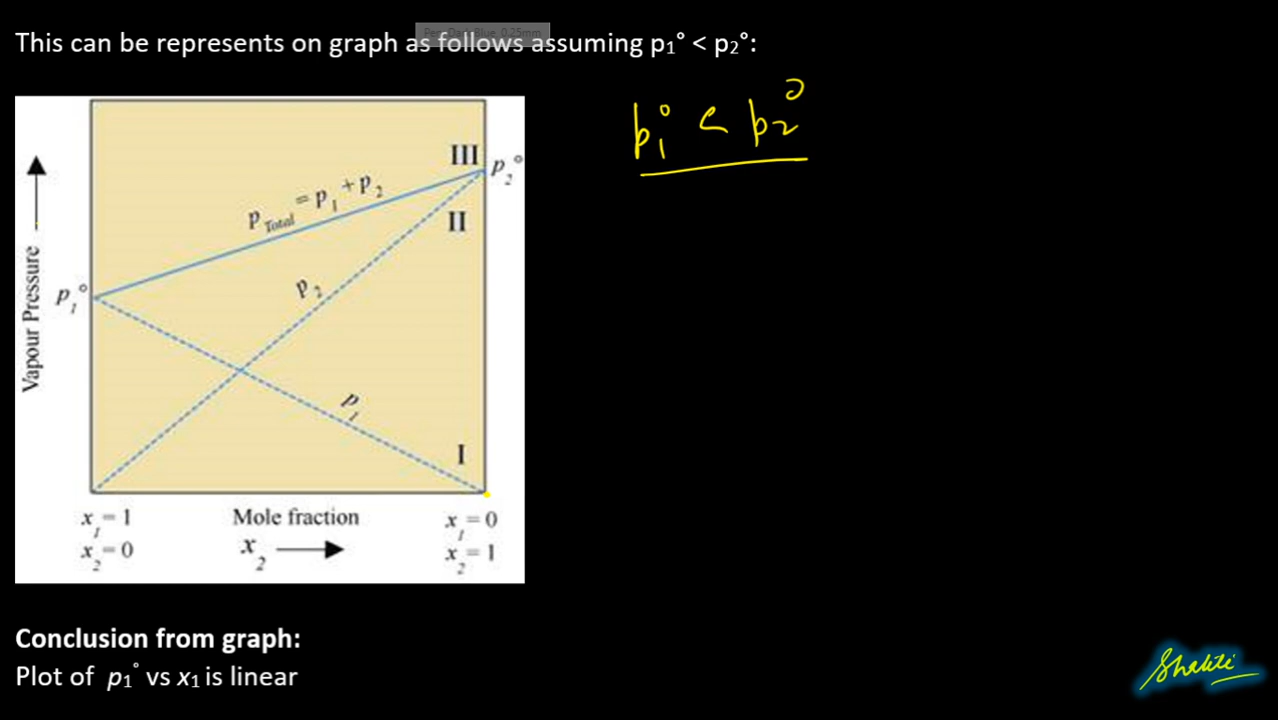 This can be represents on graph as follows assuming p₁° < p₂°:
p₁° < p₂°
III
p₂°
P Total = P₁ + P₂
II
Vapour Pressure
p₁°
P₂
P₁
I
x₁ = 1
Mole fraction
x₁ = 0
x₂ = 0
x₂
x₂ = 1
Conclusion from graph:
Plot of p₁° vs x₁ is linear
Shakti